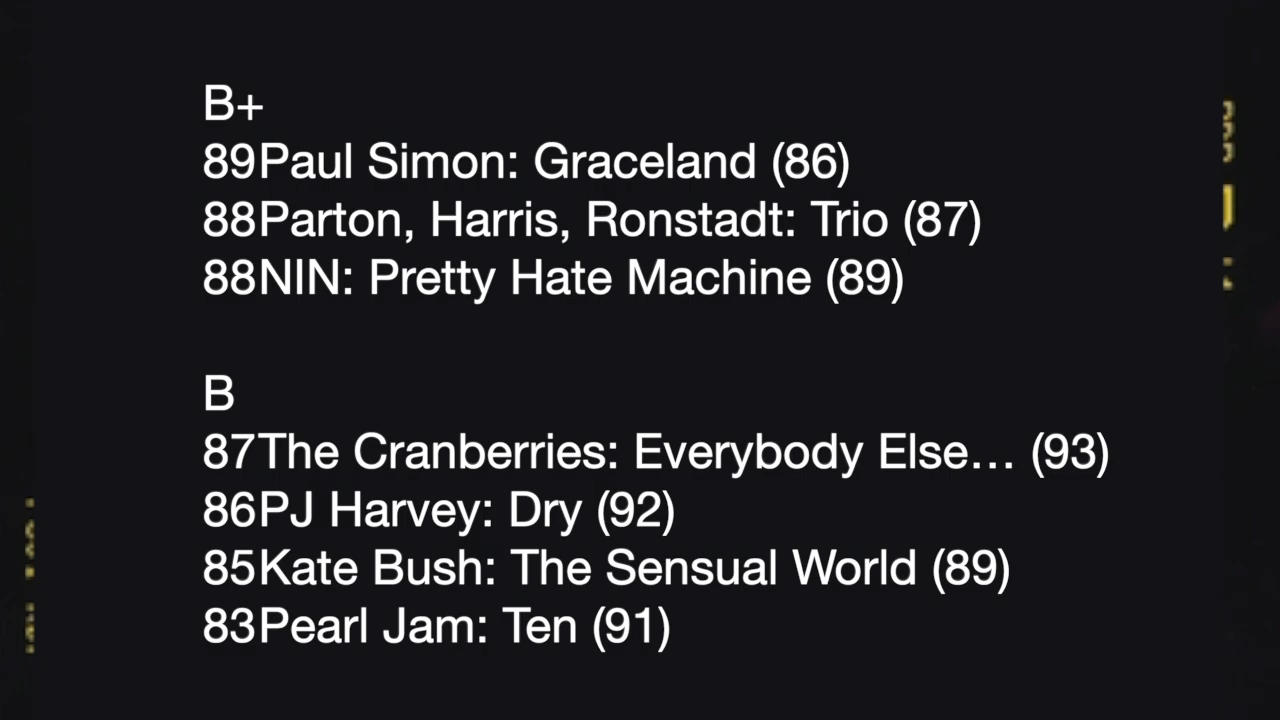 B+
89Paul Simon: Graceland (86)
88Parton, Harris, Ronstadt: Trio (87)
88NIN: Pretty Hate Machine (89)
B
87The Cranberries: Everybody Else… (93)
86PJ Harvey: Dry (92)
85Kate Bush: The Sensual World (89)
83Pearl Jam: Ten (91)